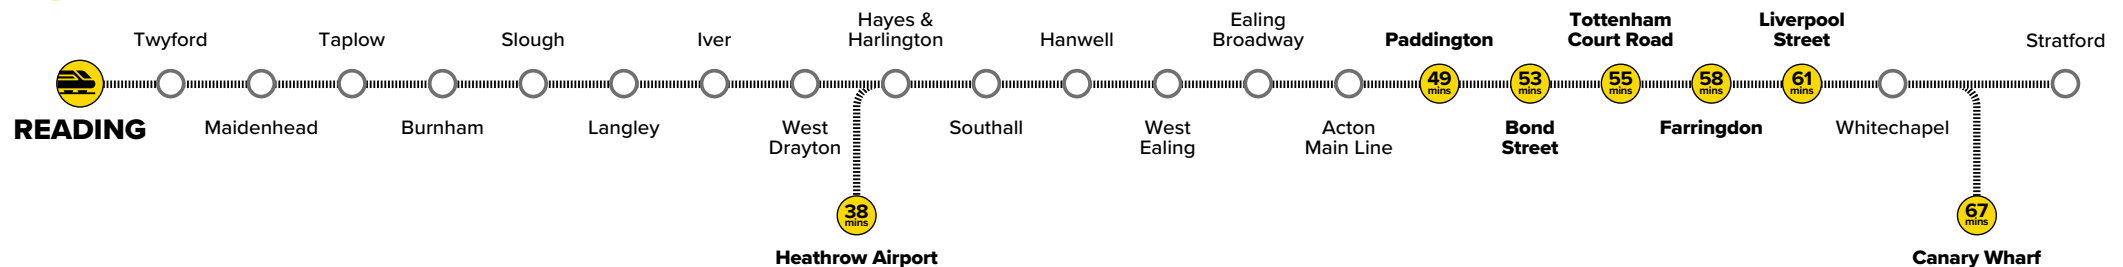 READING
Twyford
Maidenhead
Taplow
Burnham
Slough
Langley
Iver
West
Drayton
Hayes &
Harlington
38
mins
Heathrow Airport
Southall
Hanwell
West
Ealing
Ealing
Broadway
Acton
Main Line
Paddington
49
mins
53
mins
Bond
Street
Tottenham
Court Road
55
mins
58
mins
Farringdon
Liverpool
Street
61
mins
Whitechapel
67
mins
Canary Wharf
Stratford